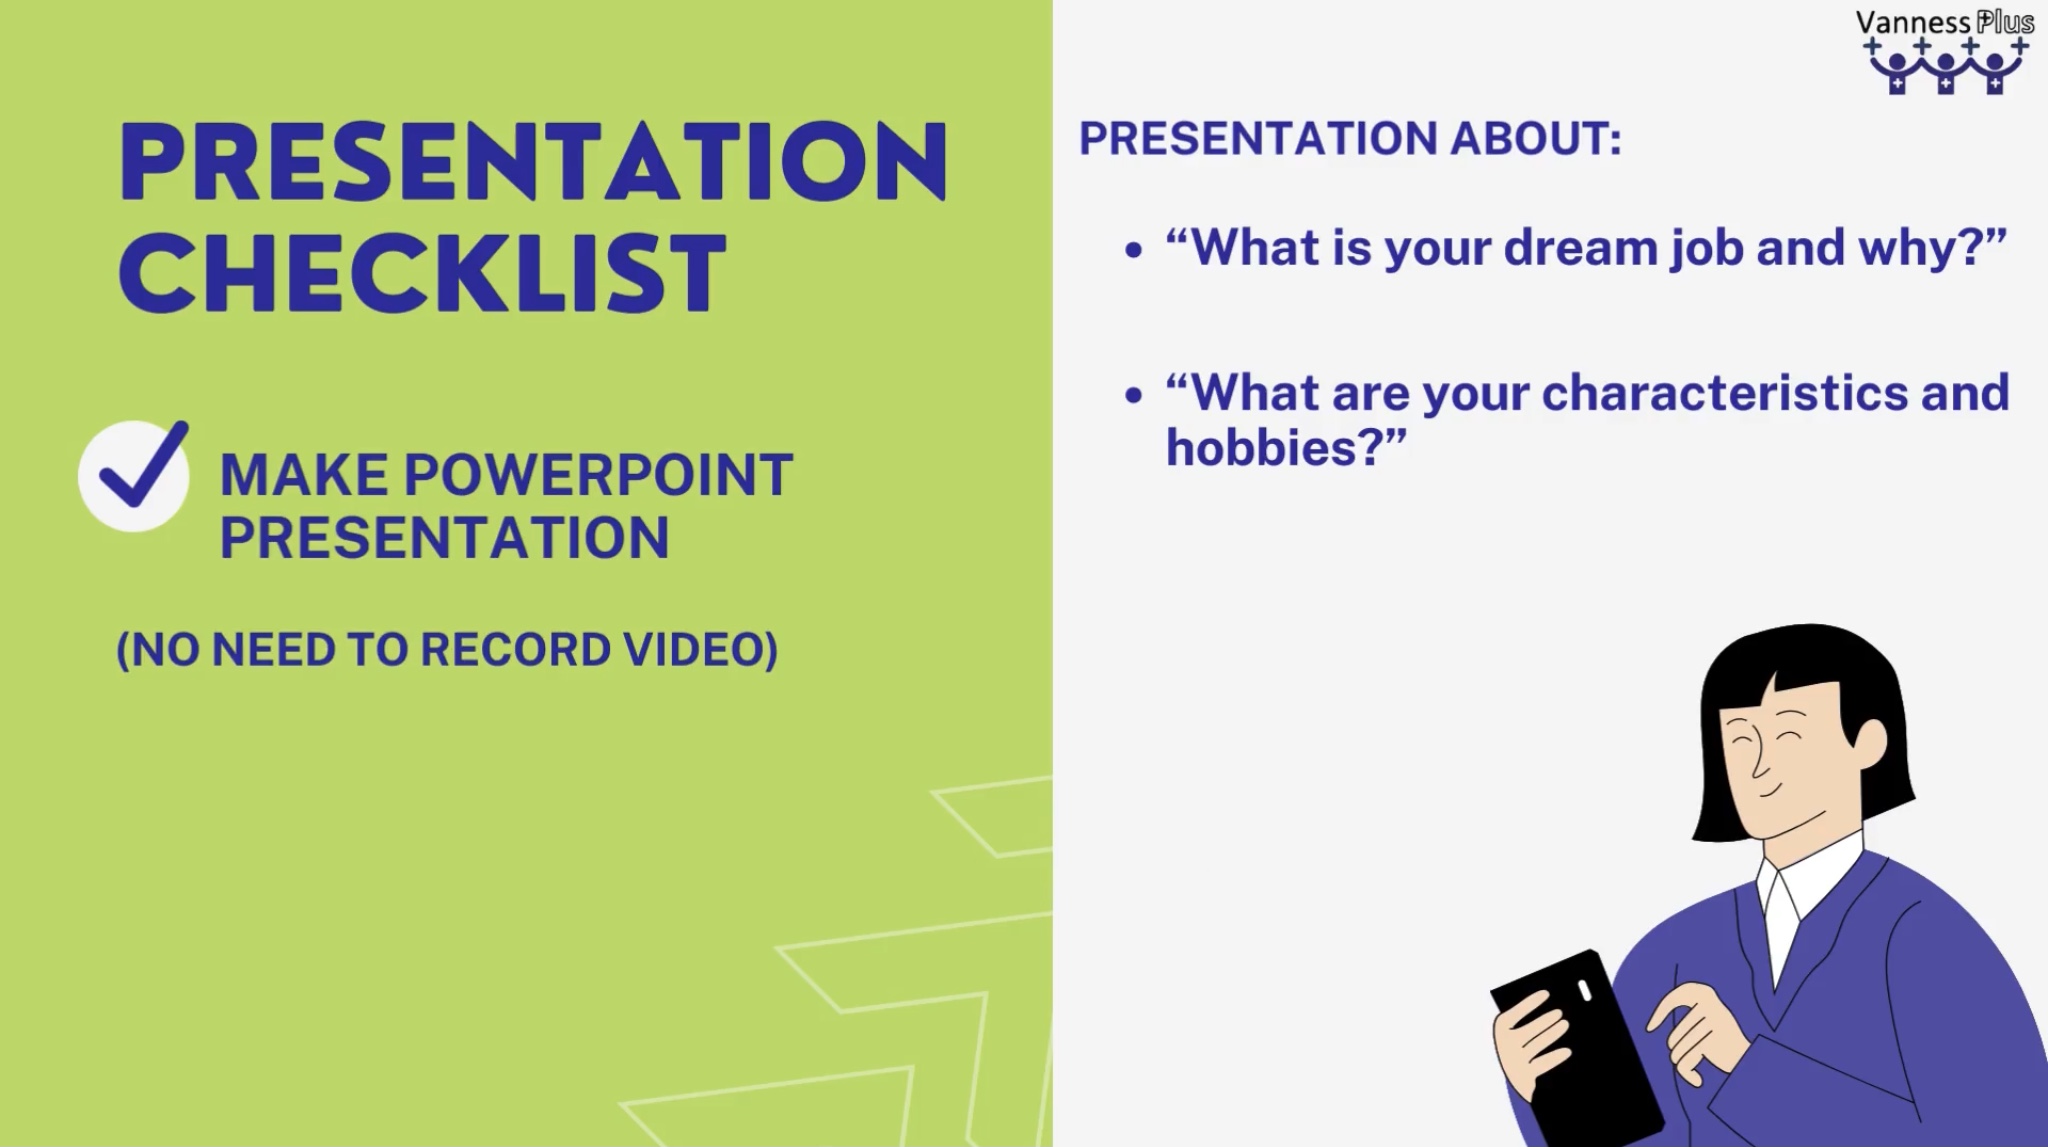 Vanness Plus
PRESENTATION
CHECKLIST
MAKE POWERPOINT
PRESENTATION
(NO NEED TO RECORD VIDEO)
PRESENTATION ABOUT:
• “What is your dream job and why?”
• “What are your characteristics and
hobbies?”